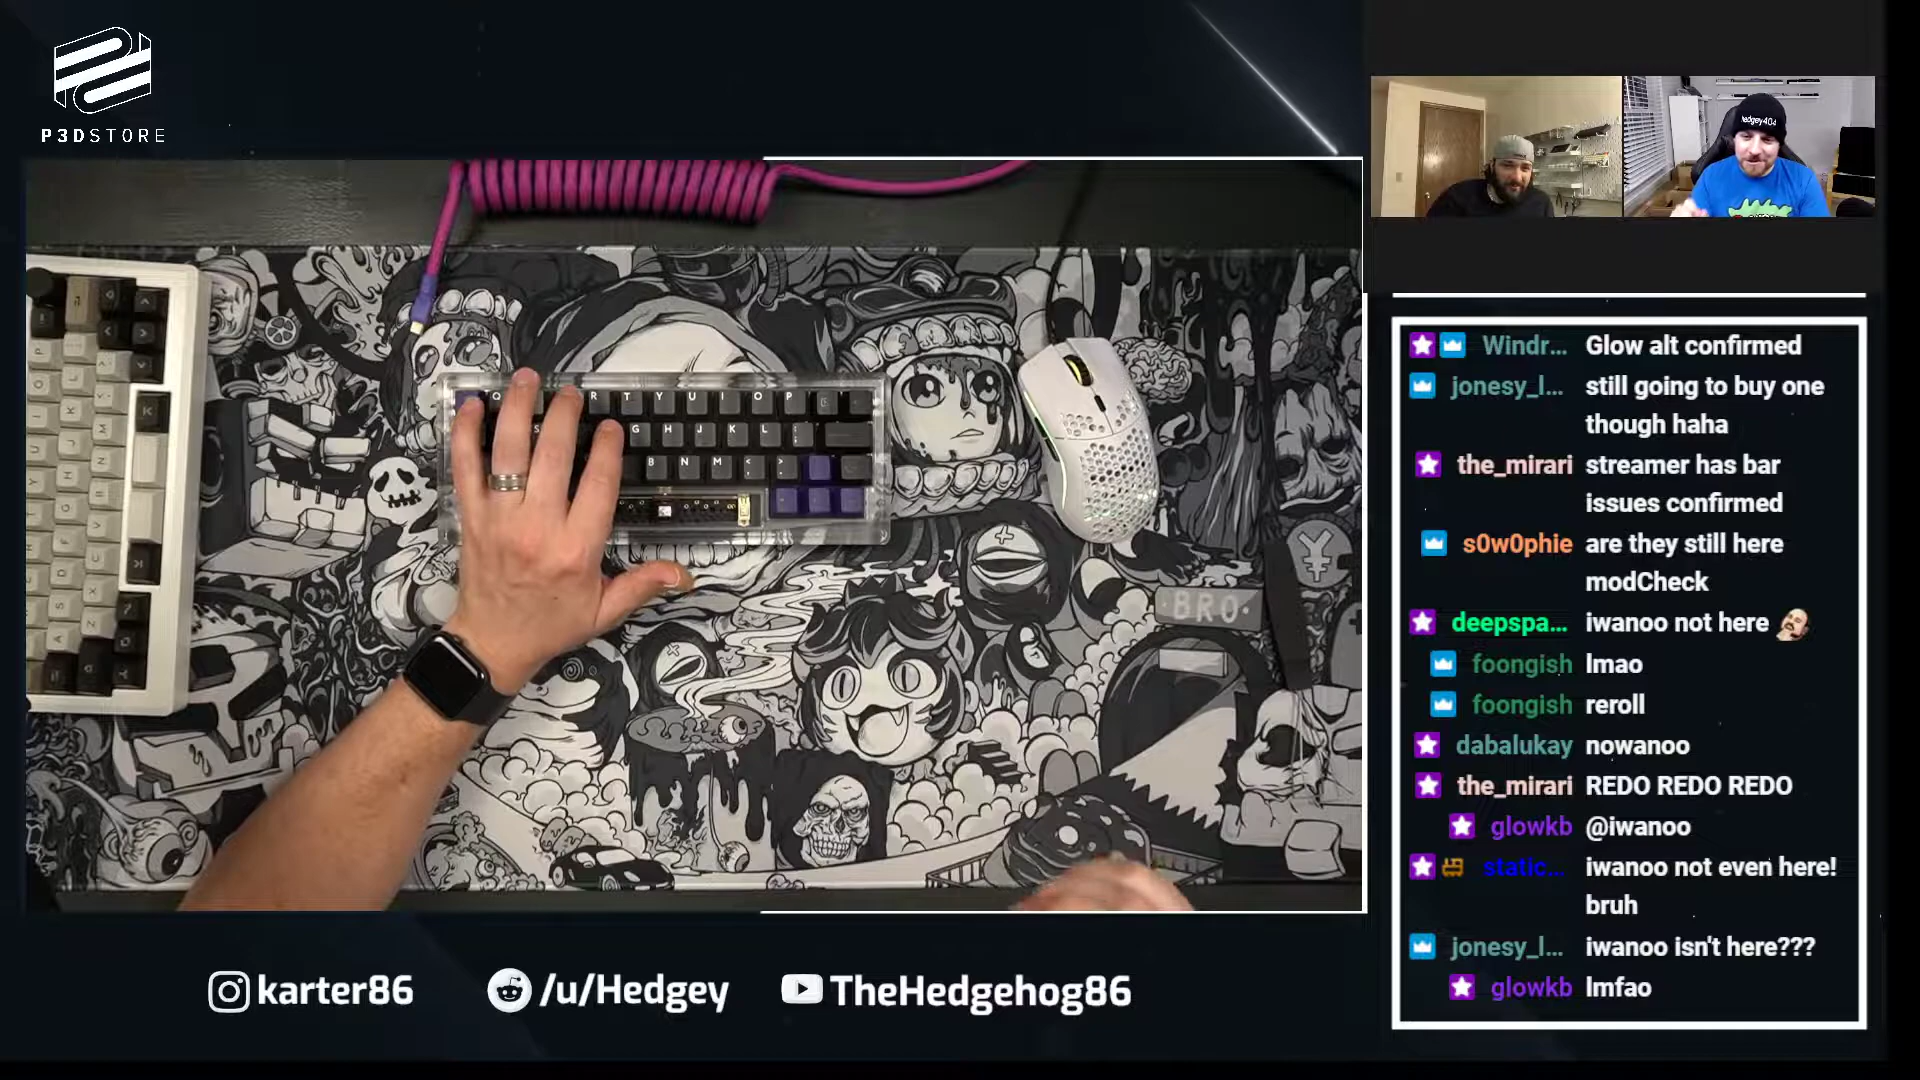 P3DSTORE
hedgey404
Q R T Y U I O P
S G H J K L ;
B N M < >
BRO
Windr... Glow alt confirmed
jonesy_l... still going to buy one
though haha
the_mirari streamer has bar
issues confirmed
s0w0phie are they still here
modCheck
deepspa... iwanoo not here
foongish lmao
foongish reroll
dabalukay nowanoo
the_mirari REDO REDO REDO
glowkb @iwanoo
static... iwanoo not even here!
bruh
jonesy_l... iwanoo isn't here???
glowkb lmfao
karter86 /u/Hedgey TheHedgehog86